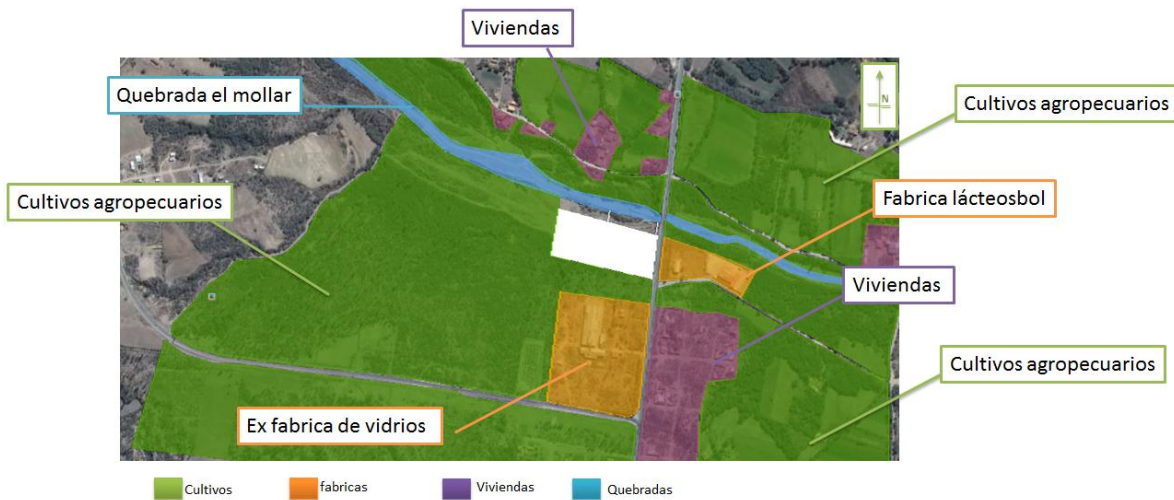 Viviendas
Quebrada el mollar
N
Cultivos agropecuarios
Cultivos agropecuarios
Fabrica lácteosbol
Viviendas
Cultivos agropecuarios
Ex fabrica de vidrios
Cultivos
fabricas
Viviendas
Quebradas